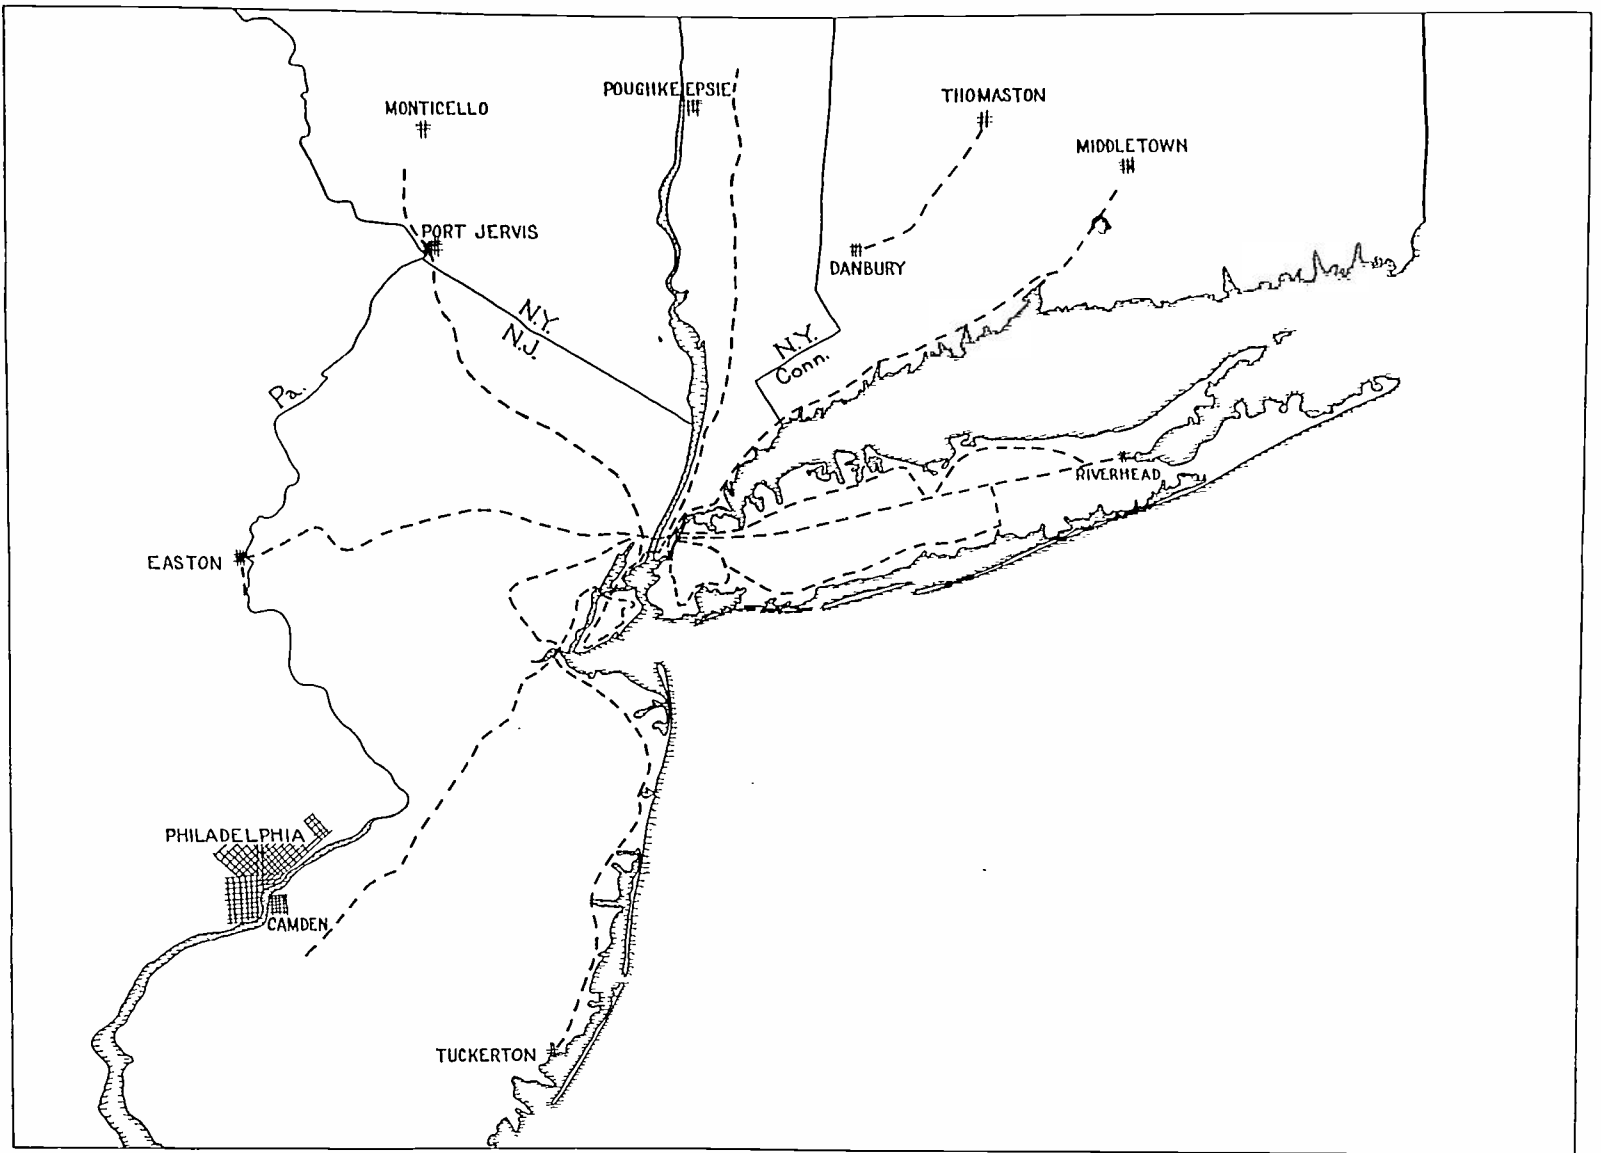 POUGHKEEPSIE
THOMASTON
MONTICELLO
MIDDLETOWN
PORT JERVIS
DANBURY
N.Y.
N.J.
N.Y.
Conn.
Pa.
RIVERHEAD
EASTON
PHILADELPHIA
CAMDEN
TUCKERTON